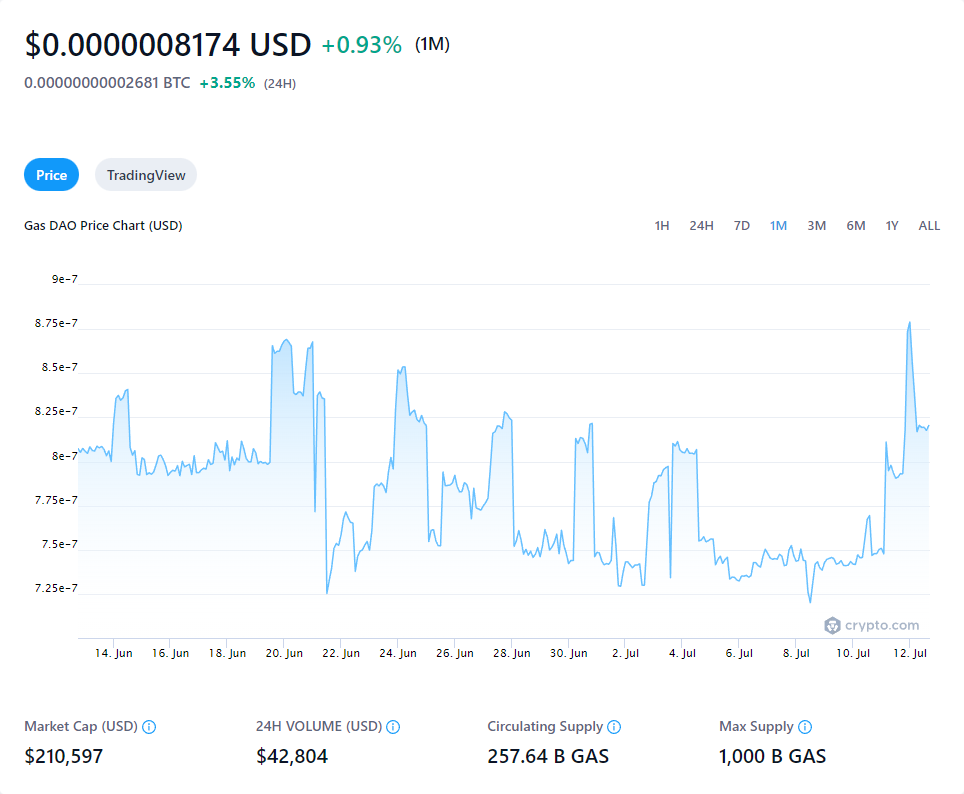 $0.0000008174 USD +0.93% (1M)
0.00000000002681 BTC +3.55% (24H)
Price TradingView
Gas DAO Price Chart (USD) 1H 24H 7D 1M 3M 6M 1Y ALL
9e-7
8.75e-7
8.5e-7
8.25e-7
8e-7
7.75e-7
7.5e-7
7.25e-7
crypto.com
14. Jun 16. Jun 18. Jun 20. Jun 22. Jun 24. Jun 26. Jun 28. Jun 30. Jun 2. Jul 4. Jul 6. Jul 8. Jul 10. Jul 12. Jul
Market Cap (USD) 24H VOLUME (USD) Circulating Supply Max Supply
$210,597 $42,804 257.64 B GAS 1,000 B GAS